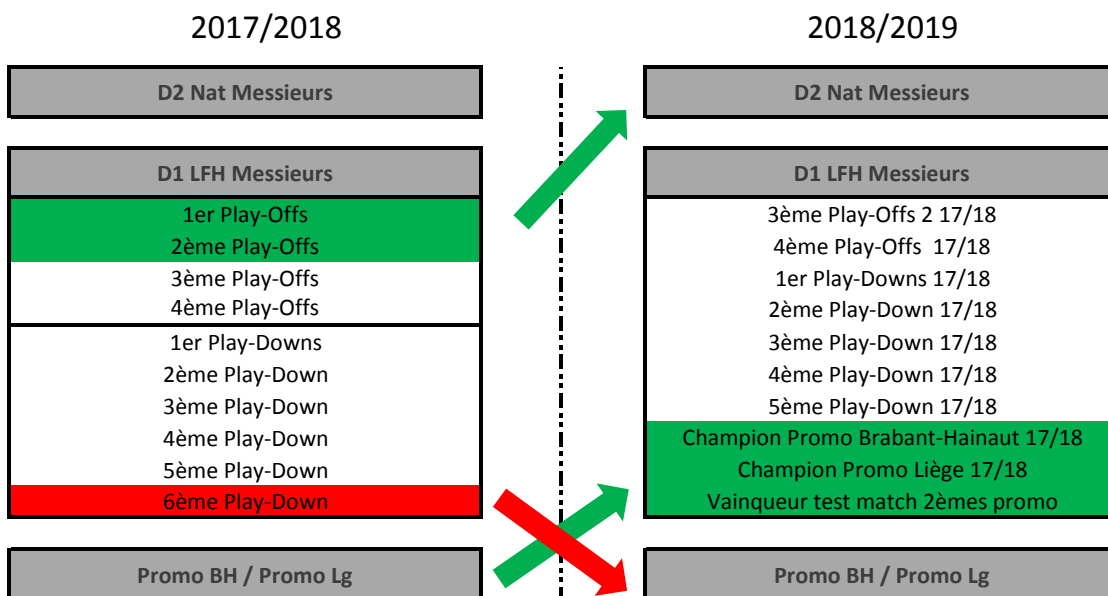 2017/2018
D2 Nat Messieurs
D1 LFH Messieurs
1er Play-Offs
2ème Play-Offs
3ème Play-Offs
4ème Play-Offs
1er Play-Downs
2ème Play-Down
3ème Play-Down
4ème Play-Down
5ème Play-Down
6ème Play-Down
Promo BH / Promo Lg
2018/2019
D2 Nat Messieurs
D1 LFH Messieurs
3ème Play-Offs 2 17/18
4ème Play-Offs 17/18
1er Play-Downs 17/18
2ème Play-Down 17/18
3ème Play-Down 17/18
4ème Play-Down 17/18
5ème Play-Down 17/18
Champion Promo Brabant-Hainaut 17/18
Champion Promo Liège 17/18
Vainqueur test match 2èmes promo
Promo BH / Promo Lg